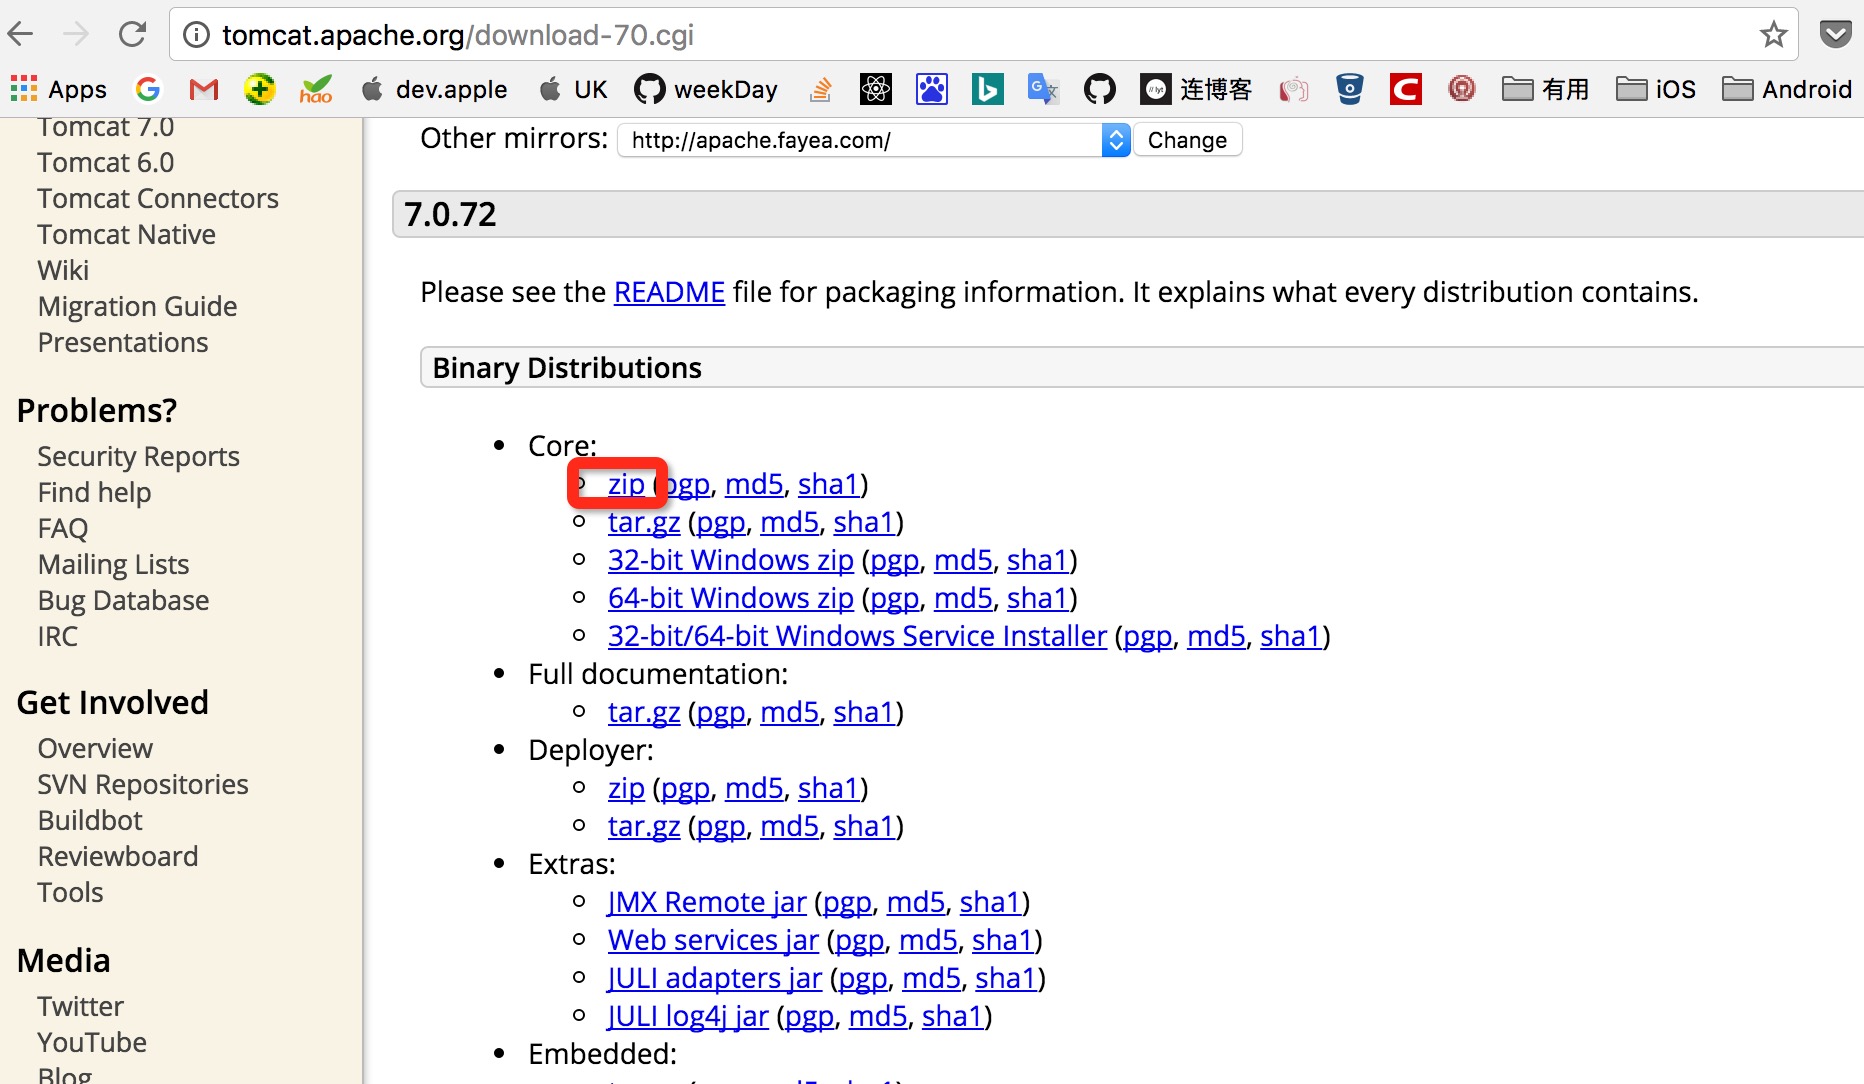 tomcat.apache.org/download-70.cgi
Apps hao dev.apple UK weekDay 连博客 有用 iOS Android
Tomcat 7.0
Tomcat 6.0
Tomcat Connectors
Tomcat Native
Wiki
Migration Guide
Presentations
Problems?
Security Reports
Find help
FAQ
Mailing Lists
Bug Database
IRC
Get Involved
Overview
SVN Repositories
Buildbot
Reviewboard
Tools
Media
Twitter
YouTube
Blog
Other mirrors: http://apache.fayea.com/ Change
7.0.72
Please see the README file for packaging information. It explains what every distribution contains.
Binary Distributions
Core:
zip (pgp, md5, sha1)
tar.gz (pgp, md5, sha1)
32-bit Windows zip (pgp, md5, sha1)
64-bit Windows zip (pgp, md5, sha1)
32-bit/64-bit Windows Service Installer (pgp, md5, sha1)
Full documentation:
tar.gz (pgp, md5, sha1)
Deployer:
zip (pgp, md5, sha1)
tar.gz (pgp, md5, sha1)
Extras:
JMX Remote jar (pgp, md5, sha1)
Web services jar (pgp, md5, sha1)
JULI adapters jar (pgp, md5, sha1)
JULI log4j jar (pgp, md5, sha1)
Embedded: